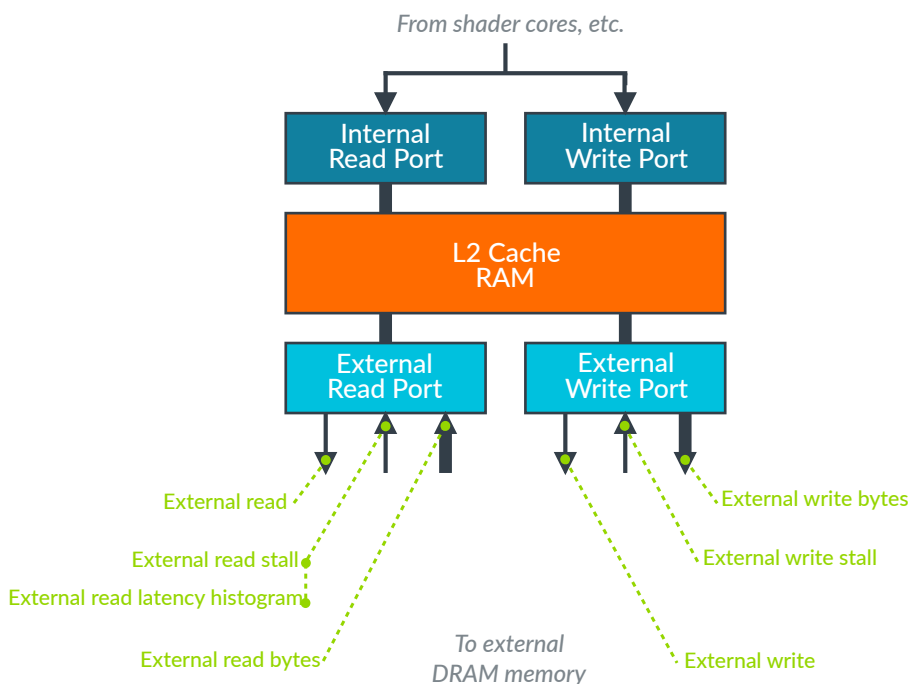 From shader cores, etc.
Internal
Read Port
Internal
Write Port
L2 Cache
RAM
External
Read Port
External
Write Port
External read
External write bytes
External read stall
External write stall
External read latency histogram
External read bytes
External write
To external
DRAM memory